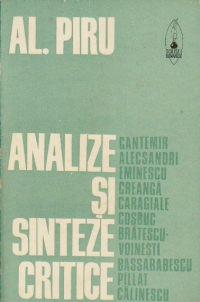 AL. PIRU
ANALIZE
ȘI
SINTEZE
CRITICE
CANTEMIR
ALECSANDRI
EMINESCU
CREANGĂ
CARAGIALE
COȘBUC
BRĂTESCU-
VOINEȘTI
BASSARABESCU
PILLAT
CĂLINESCU